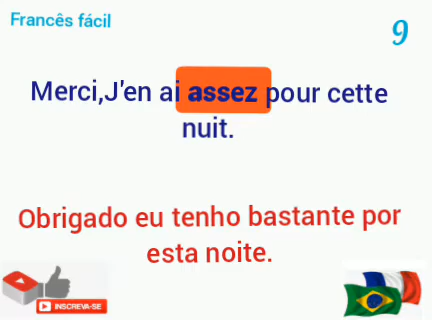 Francês fácil
9
Merci,J'en ai assez pour cette
nuit.
Obrigado eu tenho bastante por
esta noite.
INSCREVA-SE